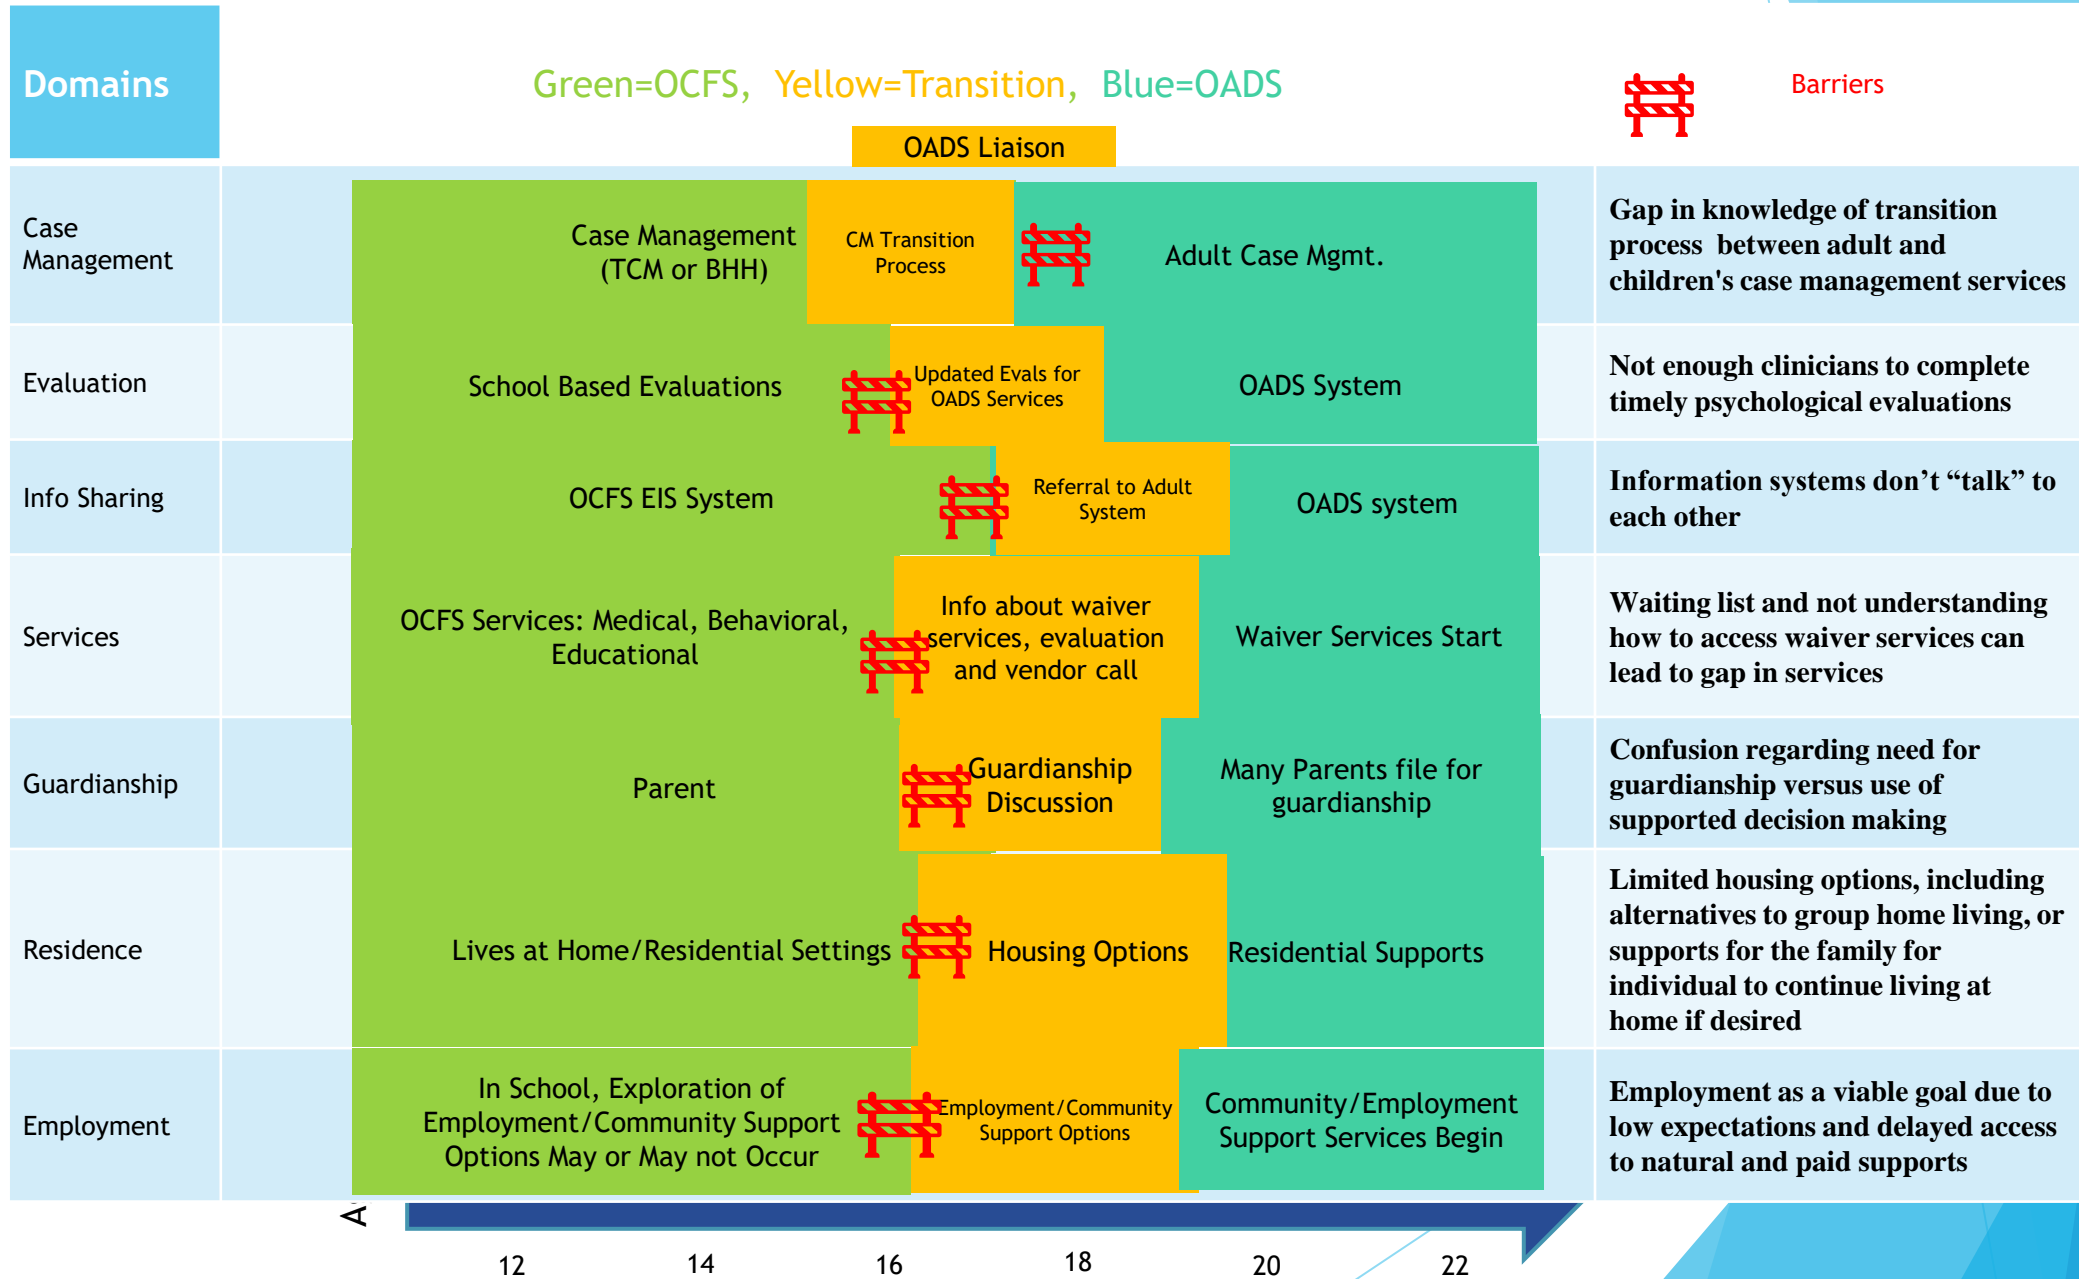 Domains
Green=OCFS, Yellow=Transition, Blue=OADS
Barriers
OADS Liaison
Case
Management
Case Management
(TCM or BHH)
CM Transition
Process
Adult Case Mgmt.
Gap in knowledge of transition
process between adult and
children's case management services
Evaluation
School Based Evaluations
Updated Evals for
OADS Services
OADS System
Not enough clinicians to complete
timely psychological evaluations
Info Sharing
OCFS EIS System
Referral to Adult
System
OADS system
Information systems don’t “talk” to
each other
Services
OCFS Services: Medical, Behavioral,
Educational
Info about waiver
services, evaluation
and vendor call
Waiver Services Start
Waiting list and not understanding
how to access waiver services can
lead to gap in services
Guardianship
Parent
Guardianship
Discussion
Many Parents file for
guardianship
Confusion regarding need for
guardianship versus use of
supported decision making
Residence
Lives at Home/Residential Settings
Housing Options
Residential Supports
Limited housing options, including
alternatives to group home living, or
supports for the family for
individual to continue living at
home if desired
Employment
In School, Exploration of
Employment/Community Support
Options May or May not Occur
Employment/Community
Support Options
Community/Employment
Support Services Begin
Employment as a viable goal due to
low expectations and delayed access
to natural and paid supports
A
12
14
16
18
20
22